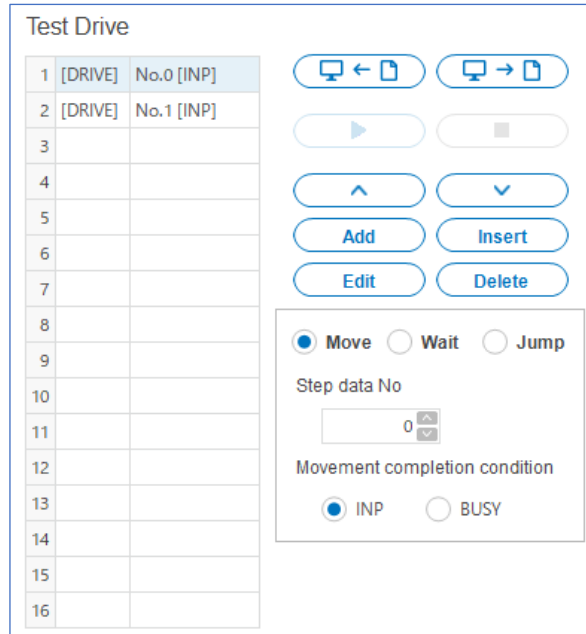 Test Drive
1 [DRIVE] No.0 [INP]
2 [DRIVE] No.1 [INP]
3
4
5
6
7
8
9
10
11
12
13
14
15
16
Add Insert
Edit Delete
Move Wait Jump
Step data No
0
Movement completion condition
INP BUSY